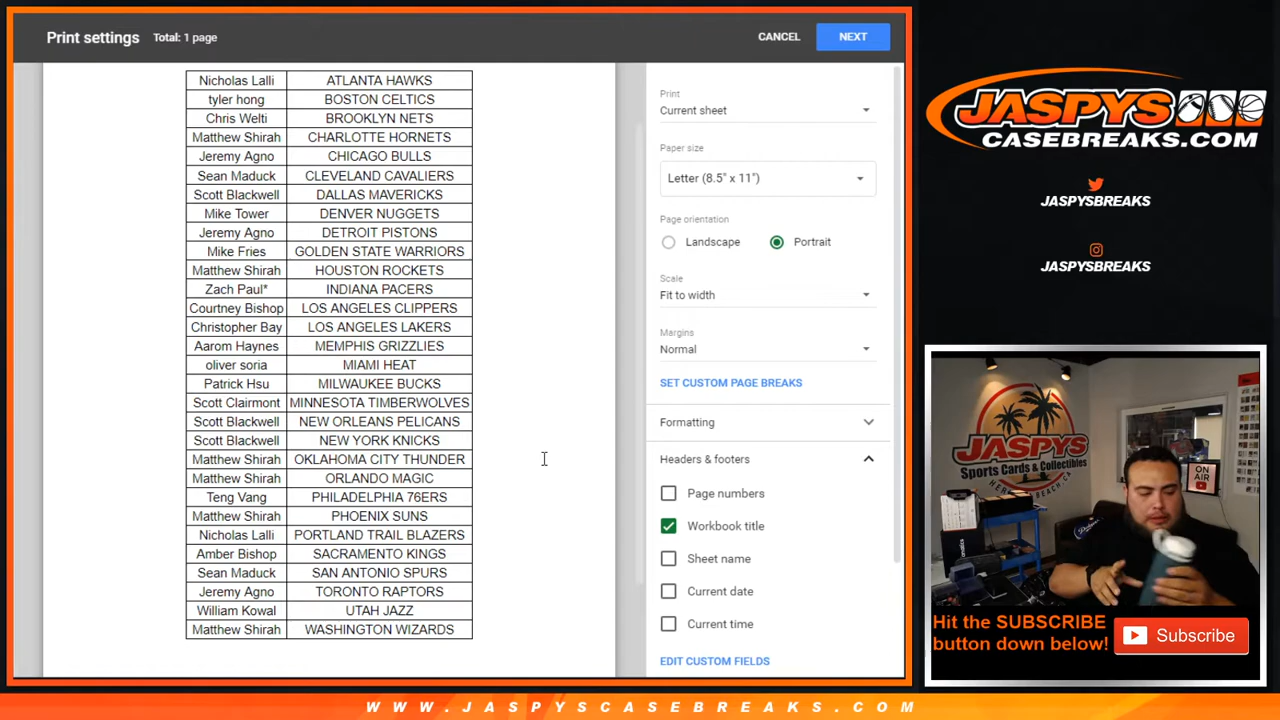 Print settings Total: 1 page CANCEL NEXT
Nicholas Lalli ATLANTA HAWKS
tyler hong BOSTON CELTICS
Chris Welti BROOKLYN NETS
Matthew Shirah CHARLOTTE HORNETS
Jeremy Agno CHICAGO BULLS
Sean Maduck CLEVELAND CAVALIERS
Scott Blackwell DALLAS MAVERICKS
Mike Tower DENVER NUGGETS
Jeremy Agno DETROIT PISTONS
Mike Fries GOLDEN STATE WARRIORS
Matthew Shirah HOUSTON ROCKETS
Zach Paul* INDIANA PACERS
Courtney Bishop LOS ANGELES CLIPPERS
Christopher Bay LOS ANGELES LAKERS
Aarom Haynes MEMPHIS GRIZZLIES
oliver soria MIAMI HEAT
Patrick Hsu MILWAUKEE BUCKS
Scott Clairmont MINNESOTA TIMBERWOLVES
Scott Blackwell NEW ORLEANS PELICANS
Scott Blackwell NEW YORK KNICKS
Matthew Shirah OKLAHOMA CITY THUNDER
Matthew Shirah ORLANDO MAGIC
Teng Vang PHILADELPHIA 76ERS
Matthew Shirah PHOENIX SUNS
Nicholas Lalli PORTLAND TRAIL BLAZERS
Amber Bishop SACRAMENTO KINGS
Sean Maduck SAN ANTONIO SPURS
Jeremy Agno TORONTO RAPTORS
William Kowal UTAH JAZZ
Matthew Shirah WASHINGTON WIZARDS
Print
Current sheet
Paper size
Letter (8.5" x 11")
Page orientation
Landscape Portrait
Scale
Fit to width
Margins
Normal
SET CUSTOM PAGE BREAKS
Formatting
Headers & footers
Page numbers
Workbook title
Sheet name
Current date
Current time
EDIT CUSTOM FIELDS
JASPYS
CASEBREAKS.COM
JASPYSBREAKS
JASPYSBREAKS
JASPYS
Sports Cards & Collectibles
ON
AIR
Hit the SUBSCRIBE
button down below!
Subscribe
WWW.JASPYSCASEBREAKS.COM